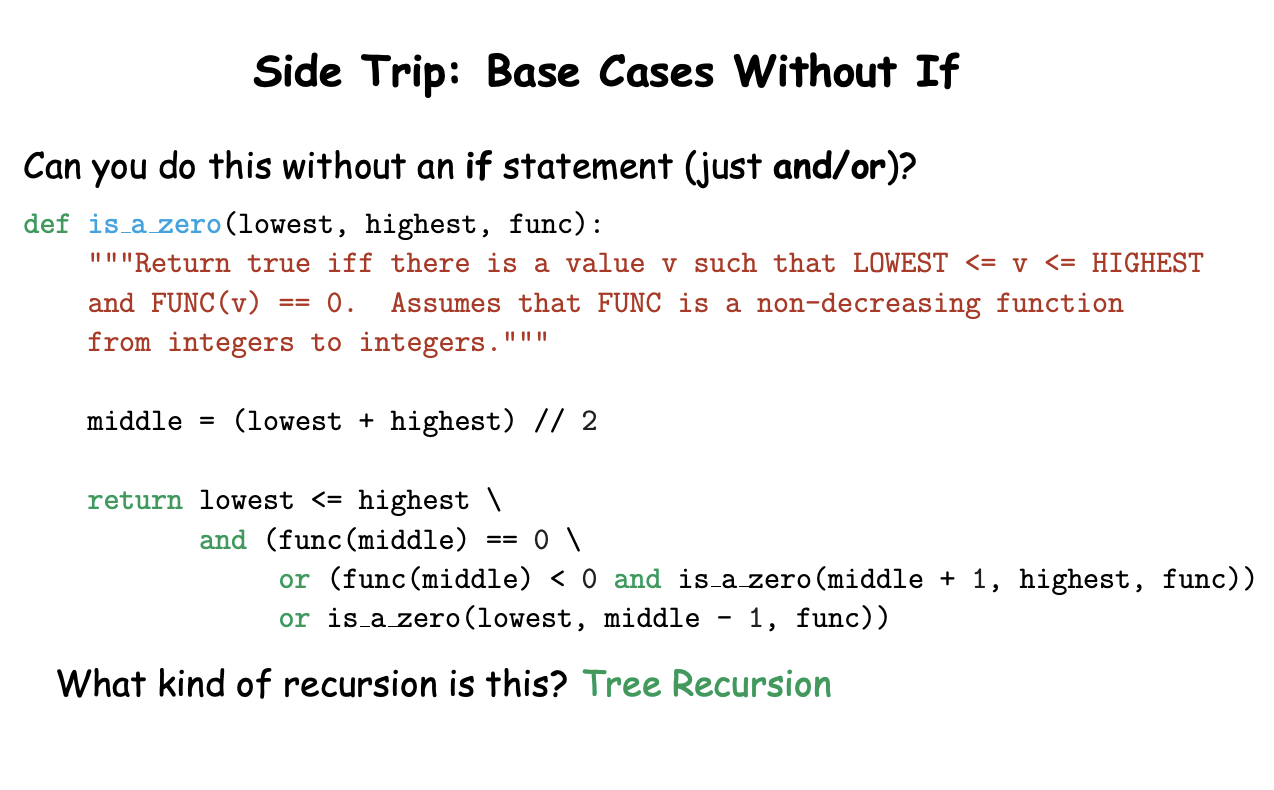 Side Trip: Base Cases Without If
Can you do this without an if statement (just and/or)?
def is_a_zero(lowest, highest, func):
    """Return true iff there is a value v such that LOWEST <= v <= HIGHEST
    and FUNC(v) == 0.  Assumes that FUNC is a non-decreasing function
    from integers to integers."""
    middle = (lowest + highest) // 2
    return lowest <= highest \
           and (func(middle) == 0 \
                or (func(middle) < 0 and is_a_zero(middle + 1, highest, func))
                or is_a_zero(lowest, middle - 1, func))
What kind of recursion is this? Tree Recursion